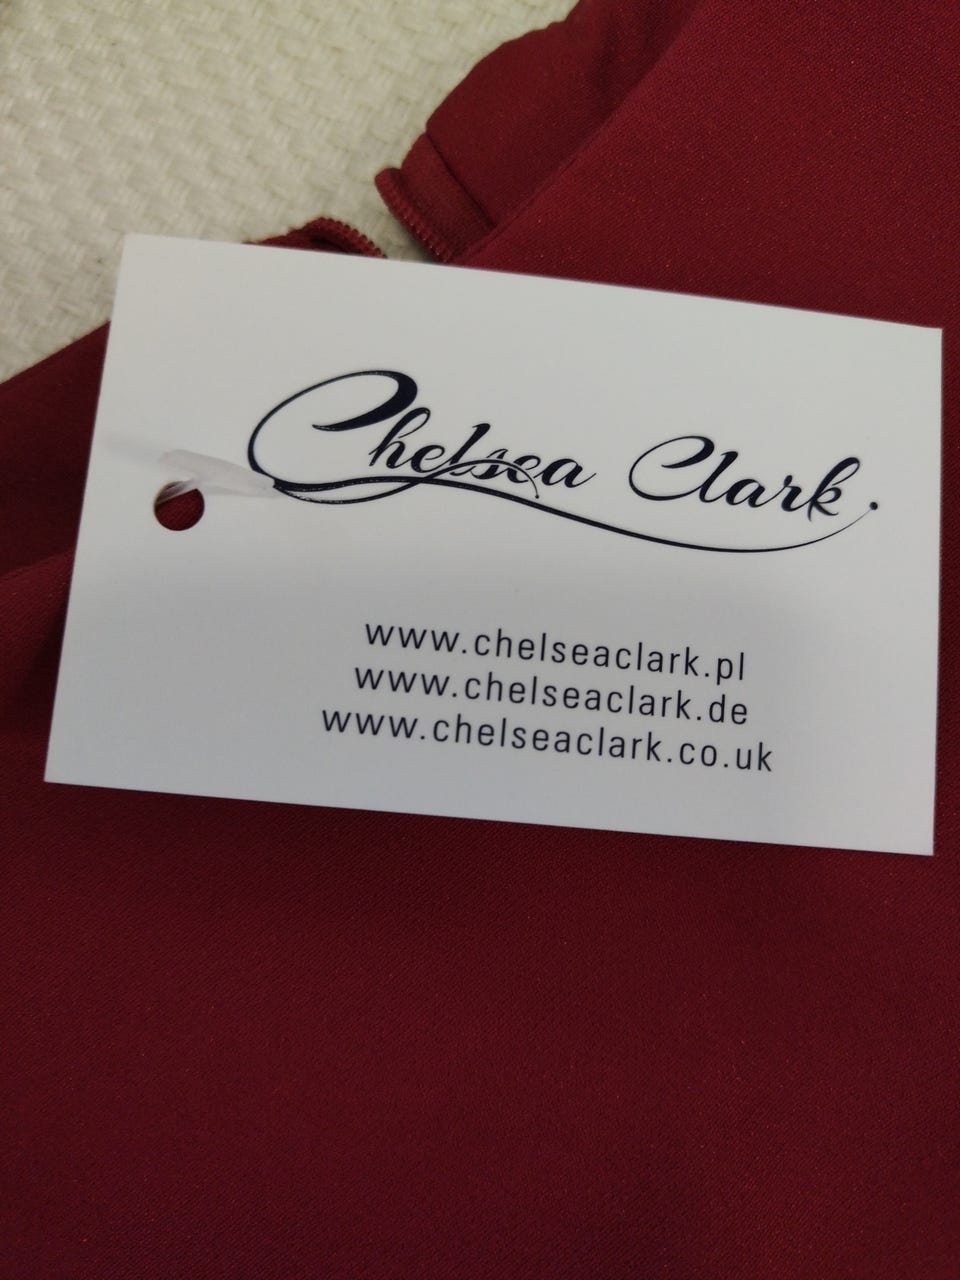 Chelsea Clark
www.chelseaclark.pl
www.chelseaclark.de
www.chelseaclark.co.uk